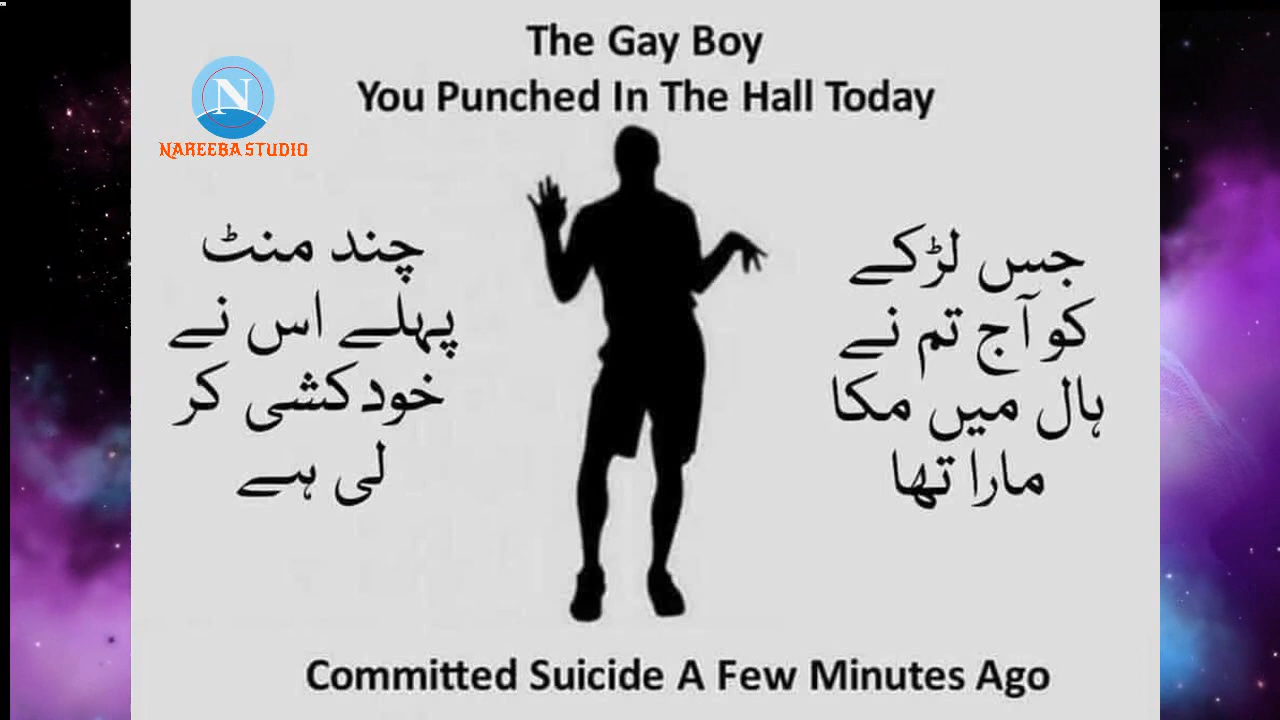 The Gay Boy
You Punched In The Hall Today
N
NAREEBA STUDIO
جس لڑکے
کو آج تم نے
ہال میں مکا
مارا تھا
چند منٹ
پہلے اس نے
خودکشی کر
لی ہے
Committed Suicide A Few Minutes Ago